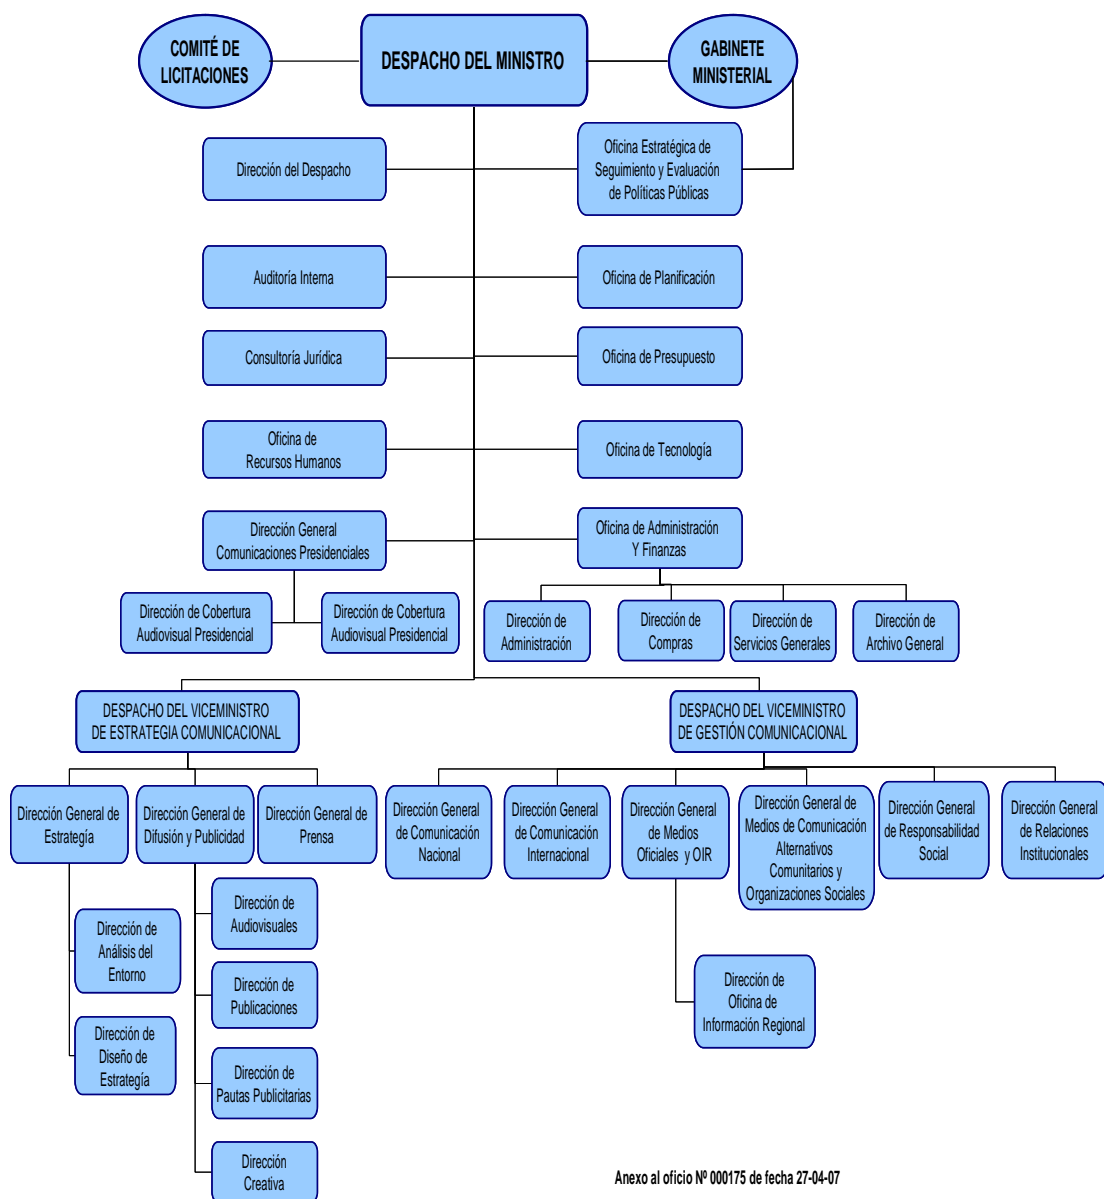 COMITÉ DE
LICITACIONES
DESPACHO DEL MINISTRO
GABINETE
MINISTERIAL
Dirección del Despacho
Oficina Estratégica de
Seguimiento y Evaluación
de Políticas Públicas
Auditoría Interna
Oficina de Planificación
Consultoría Jurídica
Oficina de Presupuesto
Oficina de
Recursos Humanos
Oficina de Tecnología
Dirección General
Comunicaciones Presidenciales
Oficina de Administración
Y Finanzas
Dirección de Cobertura
Audiovisual Presidencial
Dirección de Cobertura
Audiovisual Presidencial
Dirección de
Administración
Dirección de
Compras
Dirección de
Servicios Generales
Dirección de
Archivo General
DESPACHO DEL VICEMINISTRO
DE ESTRATEGIA COMUNICACIONAL
DESPACHO DEL VICEMINISTRO
DE GESTIÓN COMUNICACIONAL
Dirección General de
Estrategía
Dirección General de
Difusión y Publicidad
Dirección General de
Prensa
Dirección General
de Comunicación
Nacional
Dirección General
de Comunicación
Internacional
Dirección General
de Medios
Oficiales y OIR
Dirección General de
Medios de Comunicación
Alternativos
Comunitarios y
Organizaciones Sociales
Dirección General
de Responsabilidad
Social
Dirección General
de Relaciones
Institucionales
Dirección de
Análisis del
Entorno
Dirección de
Diseño de
Estrategía
Dirección de
Audiovisuales
Dirección de
Publicaciones
Dirección de
Pautas Publicitarias
Dirección
Creativa
Dirección de
Oficina de
Información Regional
Anexo al oficio Nº 000175 de fecha 27-04-07